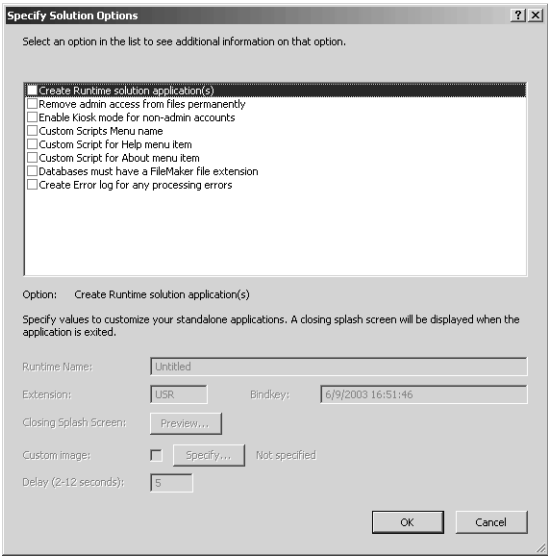 Specify Solution Options
Select an option in the list to see additional information on that option.
Create Runtime solution application(s)
Remove admin access from files permanently
Enable Kiosk mode for non-admin accounts
Custom Scripts Menu name
Custom Script for Help menu item
Custom Script for About menu item
Databases must have a FileMaker file extension
Create Error log for any processing errors
Option: Create Runtime solution application(s)
Specify values to customize your standalone applications. A closing splash screen will be displayed when the
application is exited.
Runtime Name: Untitled
Extension: USR Bindkey: 6/9/2003 16:51:46
Closing Splash Screen: Preview...
Custom image: Specify... Not specified
Delay (2-12 seconds): 5
OK Cancel